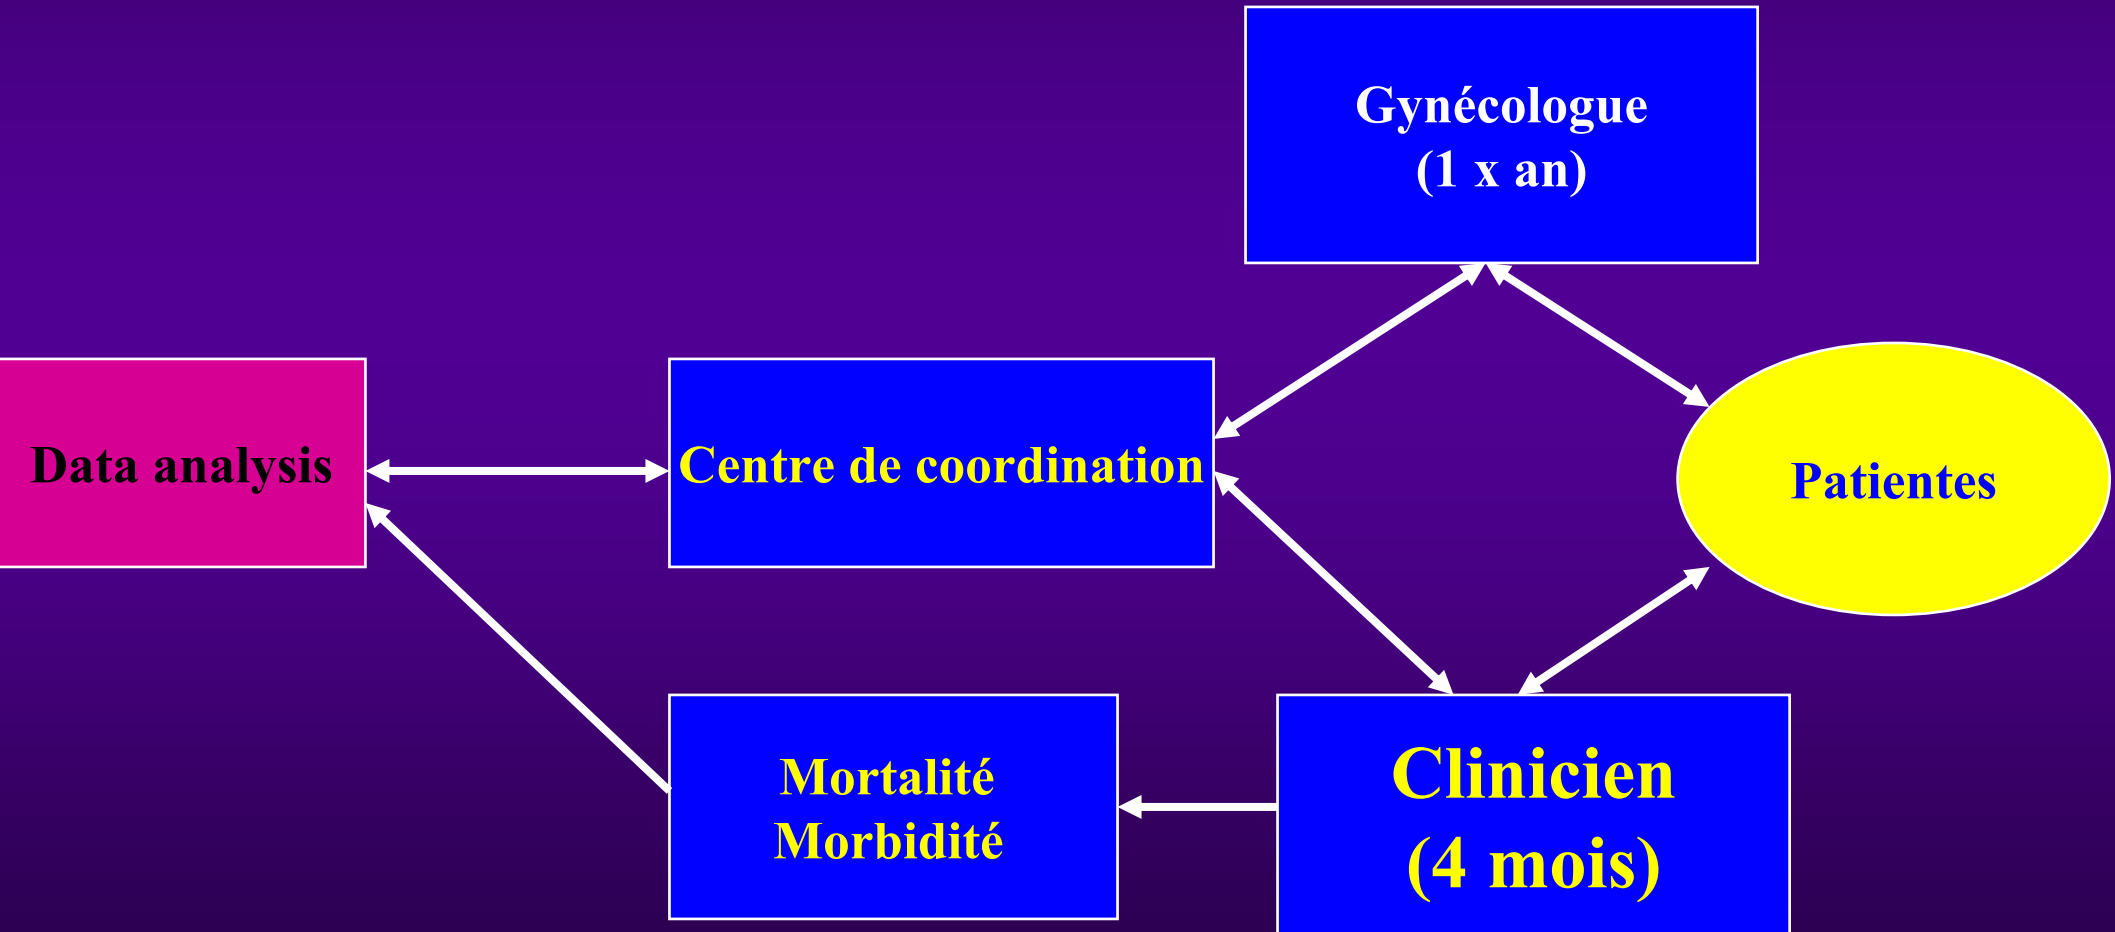 Gynécologue
(1 x an)
Data analysis
Centre de coordination
Patientes
Mortalité
Morbidité
Clinicien
(4 mois)